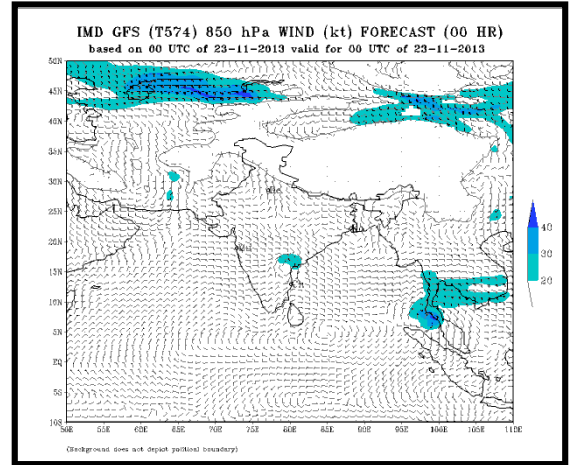 IMD GFS (T574) 850 hPa WIND (kt) FORECAST (00 HR)
based on 00 UTC of 23-11-2013 valid for 00 UTC of 23-11-2013
50N
45N
40N
35N
30N
25N
20N
15N
10N
5N
EQ
5S
10S
50E 55E 60E 65E 70E 75E 80E 85E 90E 95E 100E 105E 110E
40
30
20
(Background does not depict political boundary)